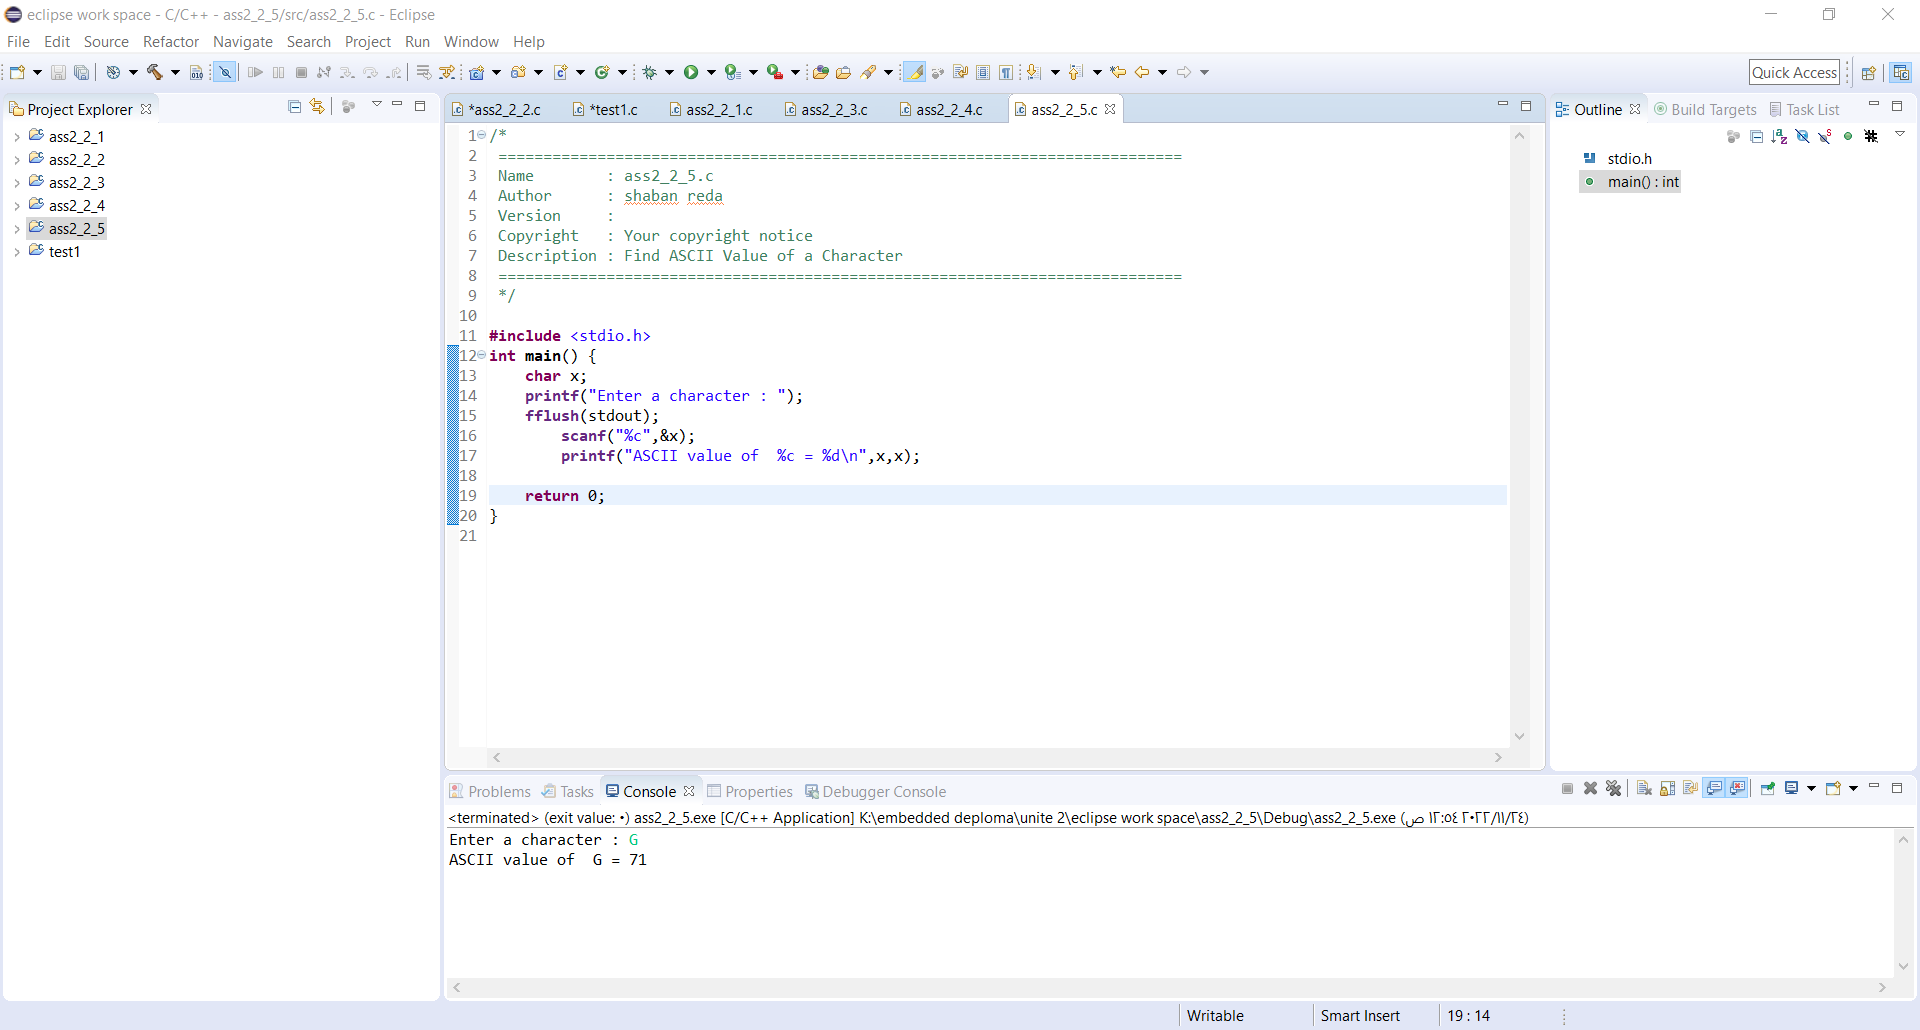 eclipse work space - C/C++ - ass2_2_5/src/ass2_2_5.c - Eclipse
File Edit Source Refactor Navigate Search Project Run Window Help
Quick Access
Project Explorer
ass2_2_1
ass2_2_2
ass2_2_3
ass2_2_4
ass2_2_5
test1
*ass2_2_2.c *test1.c ass2_2_1.c ass2_2_3.c ass2_2_4.c ass2_2_5.c
1 /*
2 ============================================================================
3 Name        : ass2_2_5.c
4 Author      : shaban reda
5 Version     :
6 Copyright   : Your copyright notice
7 Description : Find ASCII Value of a Character
8 ============================================================================
9 */
10
11 #include <stdio.h>
12 int main() {
13     char x;
14     printf("Enter a character : ");
15     fflush(stdout);
16         scanf("%c",&x);
17         printf("ASCII value of  %c = %d\n",x,x);
18
19     return 0;
20 }
21
Outline Build Targets Task List
stdio.h
main() : int
Problems Tasks Console Properties Debugger Console
<terminated> (exit value: ٠) ass2_2_5.exe [C/C++ Application] K:\embedded deploma\unite 2\eclipse work space\ass2_2_5\Debug\ass2_2_5.exe (٢٠٢٢/١١/٢٤ ١٢:٥٤ ص)
Enter a character : G
ASCII value of  G = 71
Writable Smart Insert 19 : 14